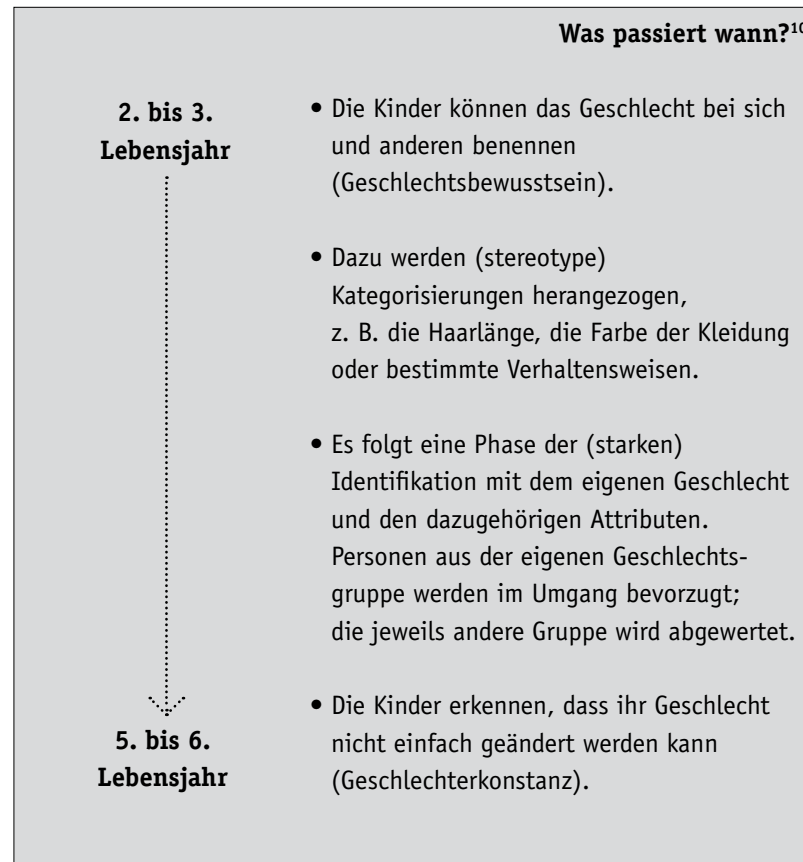 Was passiert wann?10
2. bis 3.
Lebensjahr
• Die Kinder können das Geschlecht bei sich
und anderen benennen
(Geschlechtsbewusstsein).
• Dazu werden (stereotype)
Kategorisierungen herangezogen,
z. B. die Haarlänge, die Farbe der Kleidung
oder bestimmte Verhaltensweisen.
• Es folgt eine Phase der (starken)
Identifikation mit dem eigenen Geschlecht
und den dazugehörigen Attributen.
Personen aus der eigenen Geschlechts-
gruppe werden im Umgang bevorzugt;
die jeweils andere Gruppe wird abgewertet.
5. bis 6.
Lebensjahr
• Die Kinder erkennen, dass ihr Geschlecht
nicht einfach geändert werden kann
(Geschlechterkonstanz).